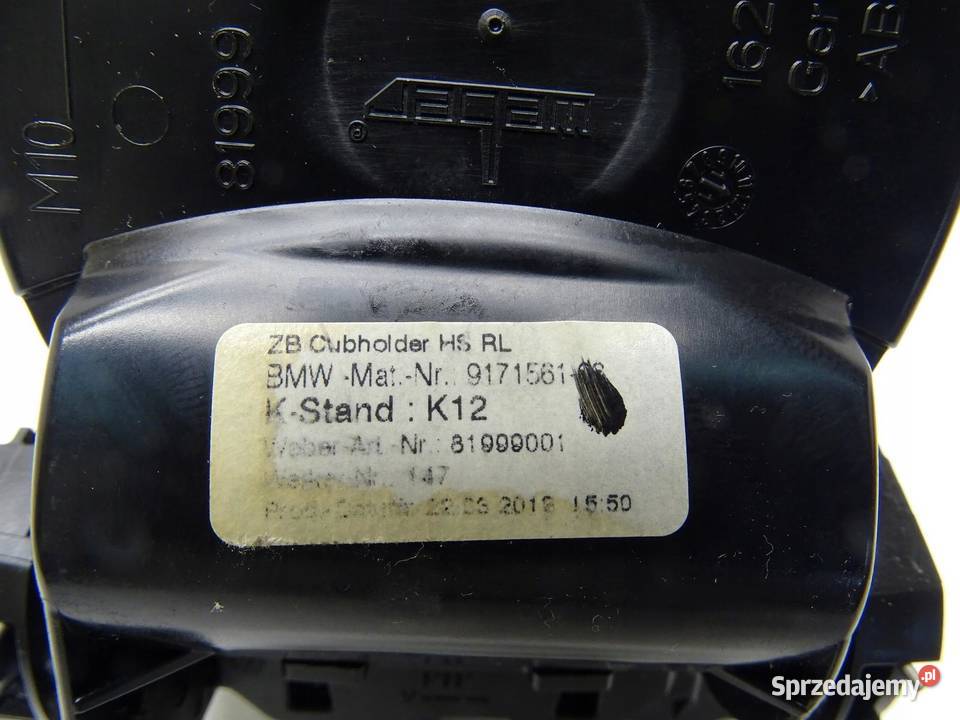 M10
81999
162
Ger
>AB
ZB Cubholder HS RL
BMW -Mat.-Nr.: 9171561-
K-Stand : K12
Weber-Art.-Nr.: 81999001
147
15:50
Sprzedajemy.pl